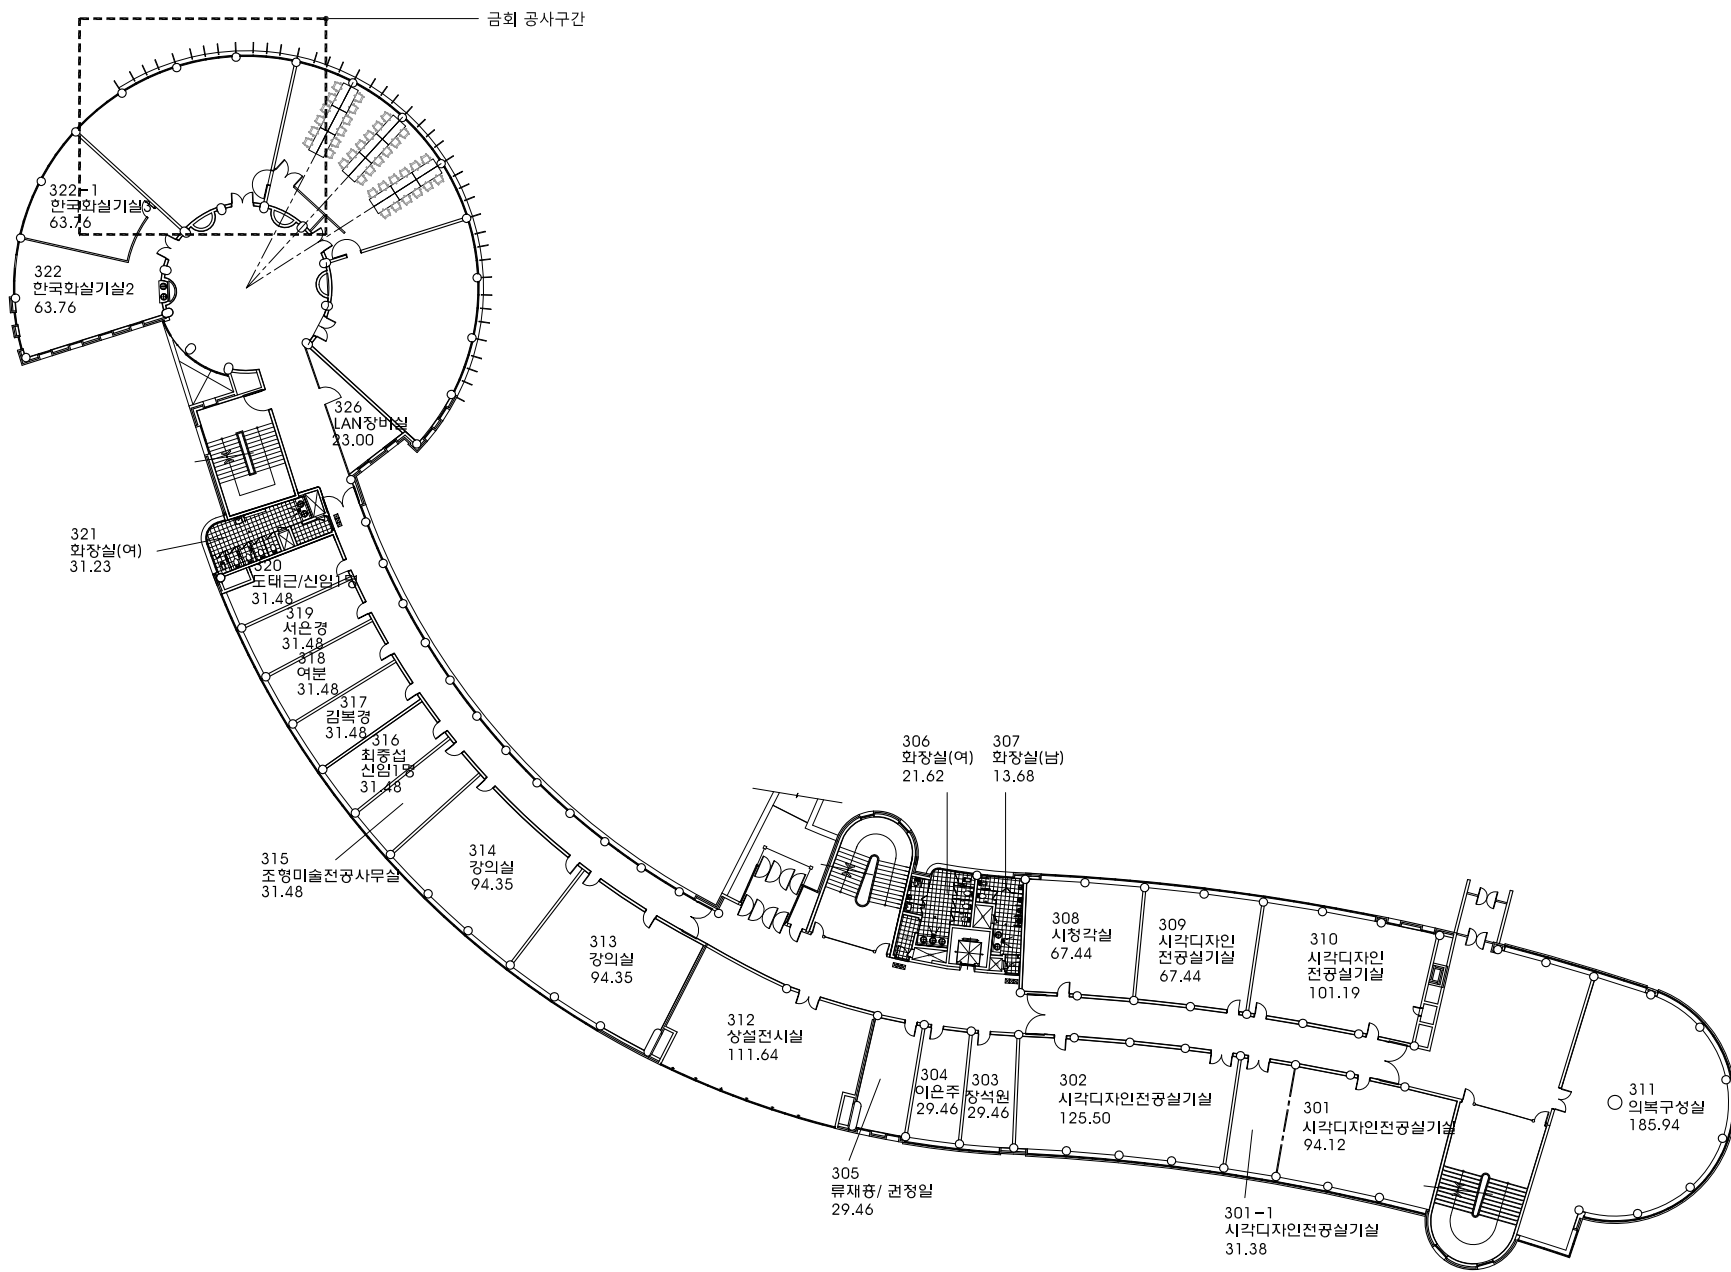 금회 공사구간
322-1
한국화실기실3
63.76
322
한국화실기실2
63.76
326
LAN장비실
23.00
321
화장실(여)
31.23
320
도태근/신임1명
31.48
319
서은경
31.48
318
여분
31.48
317
김복경
31.48
316
최중섭
신임1명
31.48
315
조형미술전공사무실
31.48
314
강의실
94.35
313
강의실
94.35
312
상설전시실
111.64
306
화장실(여)
21.62
307
화장실(남)
13.68
308
시청각실
67.44
309
시각디자인
전공실기실
67.44
310
시각디자인
전공실기실
101.19
305
류재흥/ 권정일
29.46
304
이은주
29.46
303
장석원
29.46
302
시각디자인전공실기실
125.50
301-1
시각디자인전공실기실
31.38
301
시각디자인전공실기실
94.12
311
의복구성실
185.94